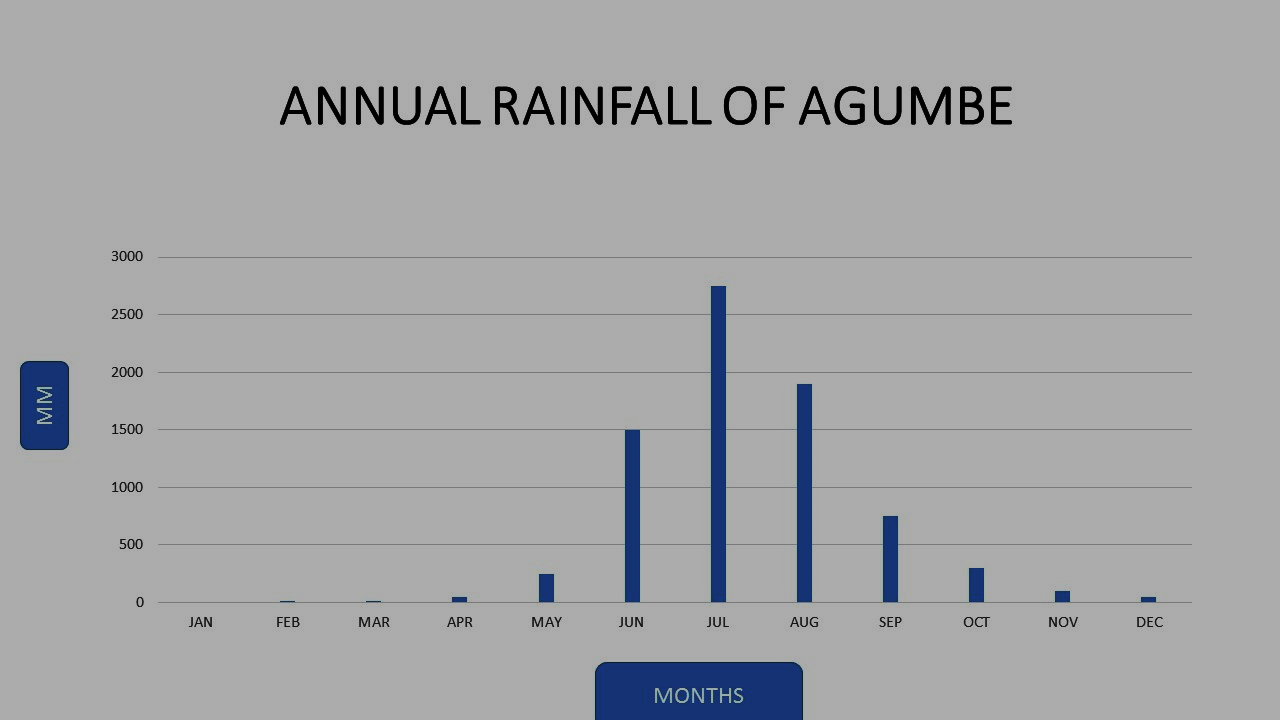 ANNUAL RAINFALL OF AGUMBE
3000
2500
2000
1500
1000
500
0
MM
JAN FEB MAR APR MAY JUN JUL AUG SEP OCT NOV DEC
MONTHS